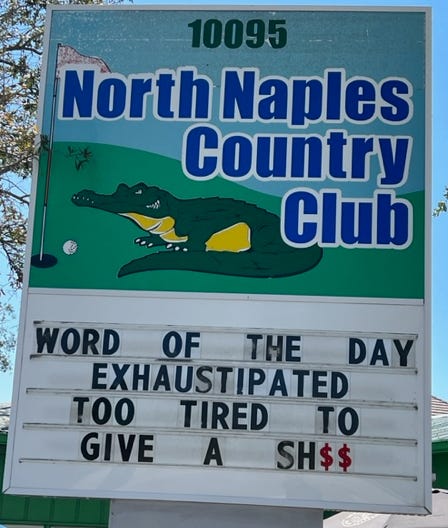 10095
North Naples
Country
Club
WORD OF THE DAY
EXHAUSTIPATED
TOO TIRED TO
GIVE A SH$$